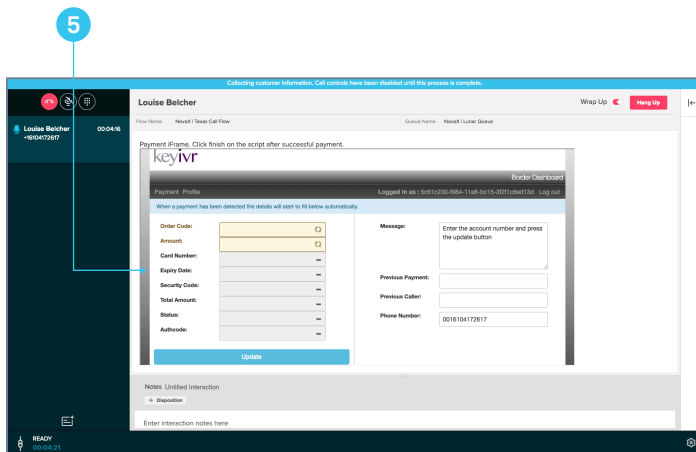 5
Collecting customer information. Call controls have been disabled until this process is complete.
Louise Belcher
Wrap Up
Hang Up
Louise Belcher 00:04:16
+16104172617
Flow Name NovaX I Texas Call Flow
Queue Name NovaX I Lunar Queue
Payment iFrame. Click finish on the script after successful payment.
keyivr
Border Dashboard
Payment Profile
Logged in as : 5c61c230-f984-11e8-bc15-3f2f1c8ed13d Log out
When a payment has been detected the details will start to fill below automatically.
Order Code:
Amount:
Card Number:
Expiry Date:
Security Code:
Total Amount:
Status:
Authcode:
Update
Message:
Enter the account number and press
the update button
Previous Payment:
Previous Caller:
Phone Number:
0016104172617
Notes Untitled Interaction
+ Disposition
Enter interaction notes here
READY
00:04:21